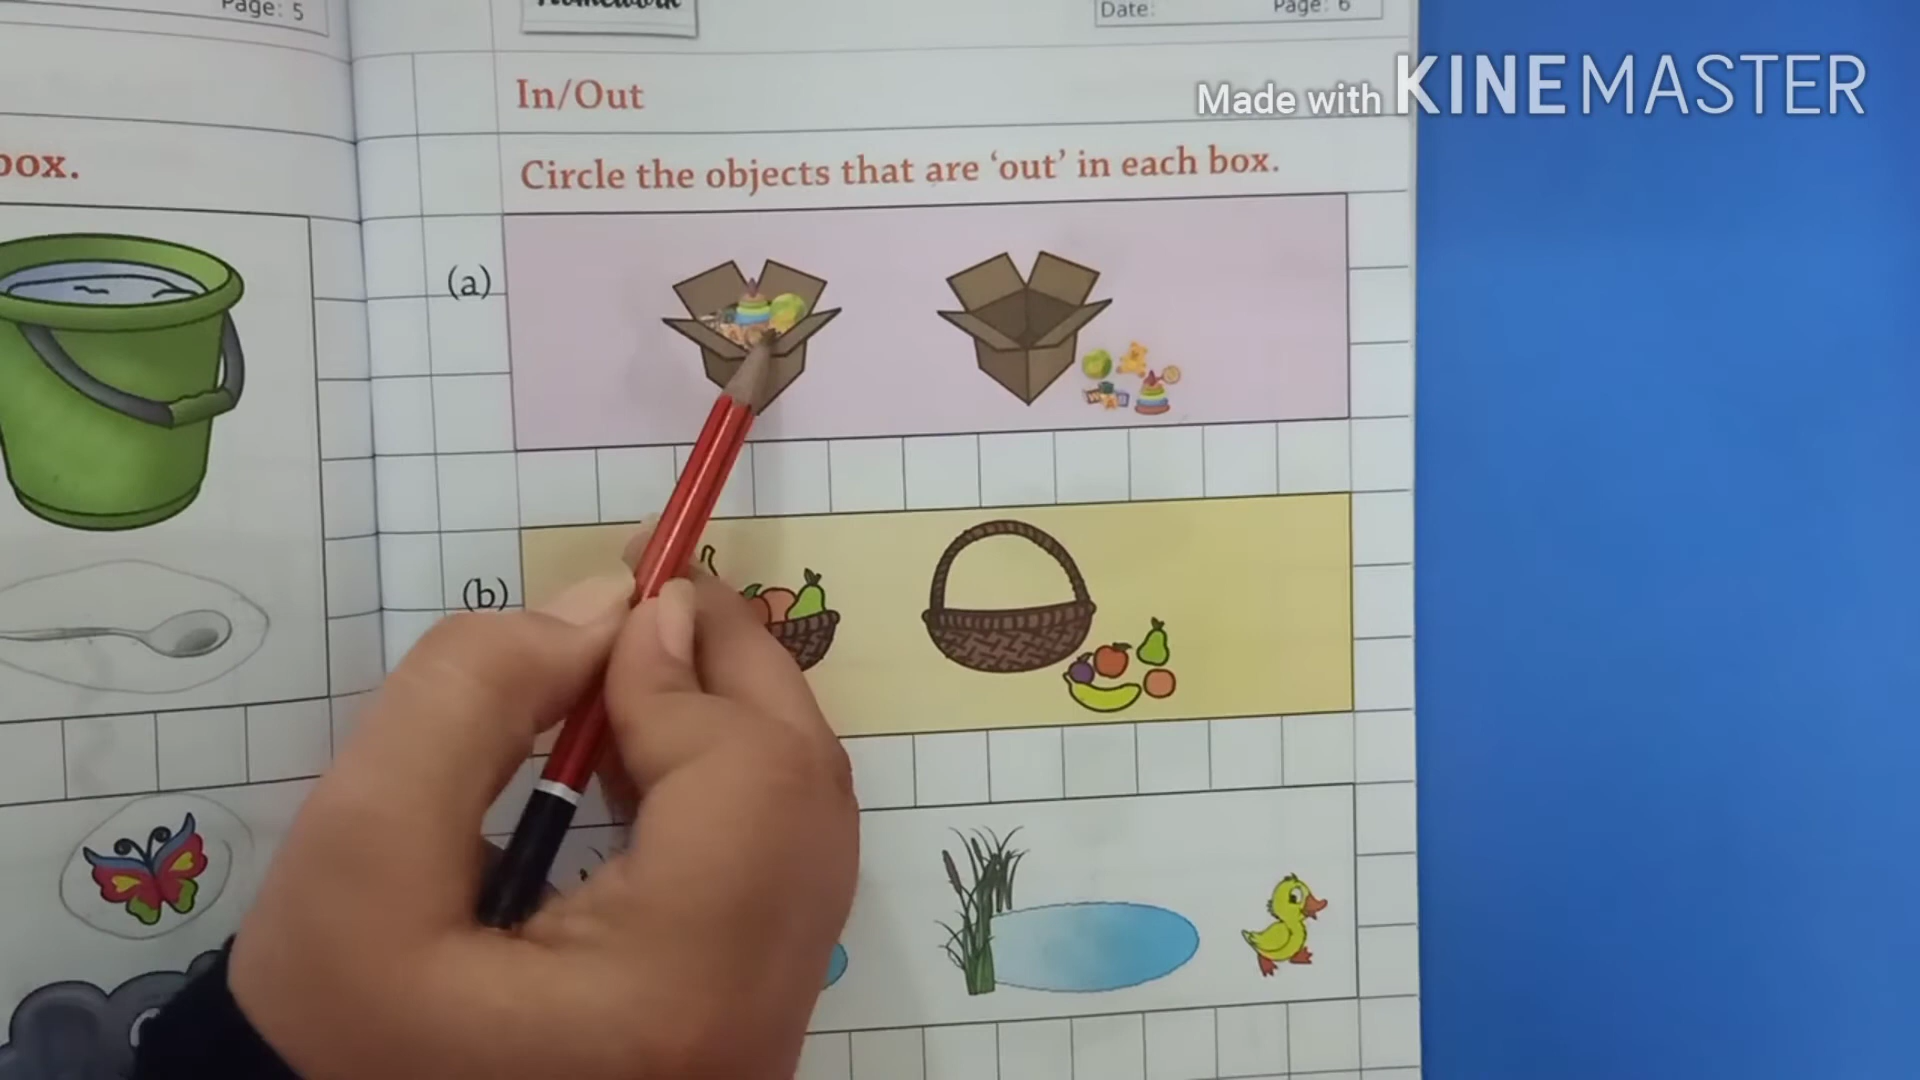 Page: 5
Homework
Date:
Page: 6
Made with KINEMASTER
In/Out
box.
Circle the objects that are ‘out’ in each box.
(a)
(b)